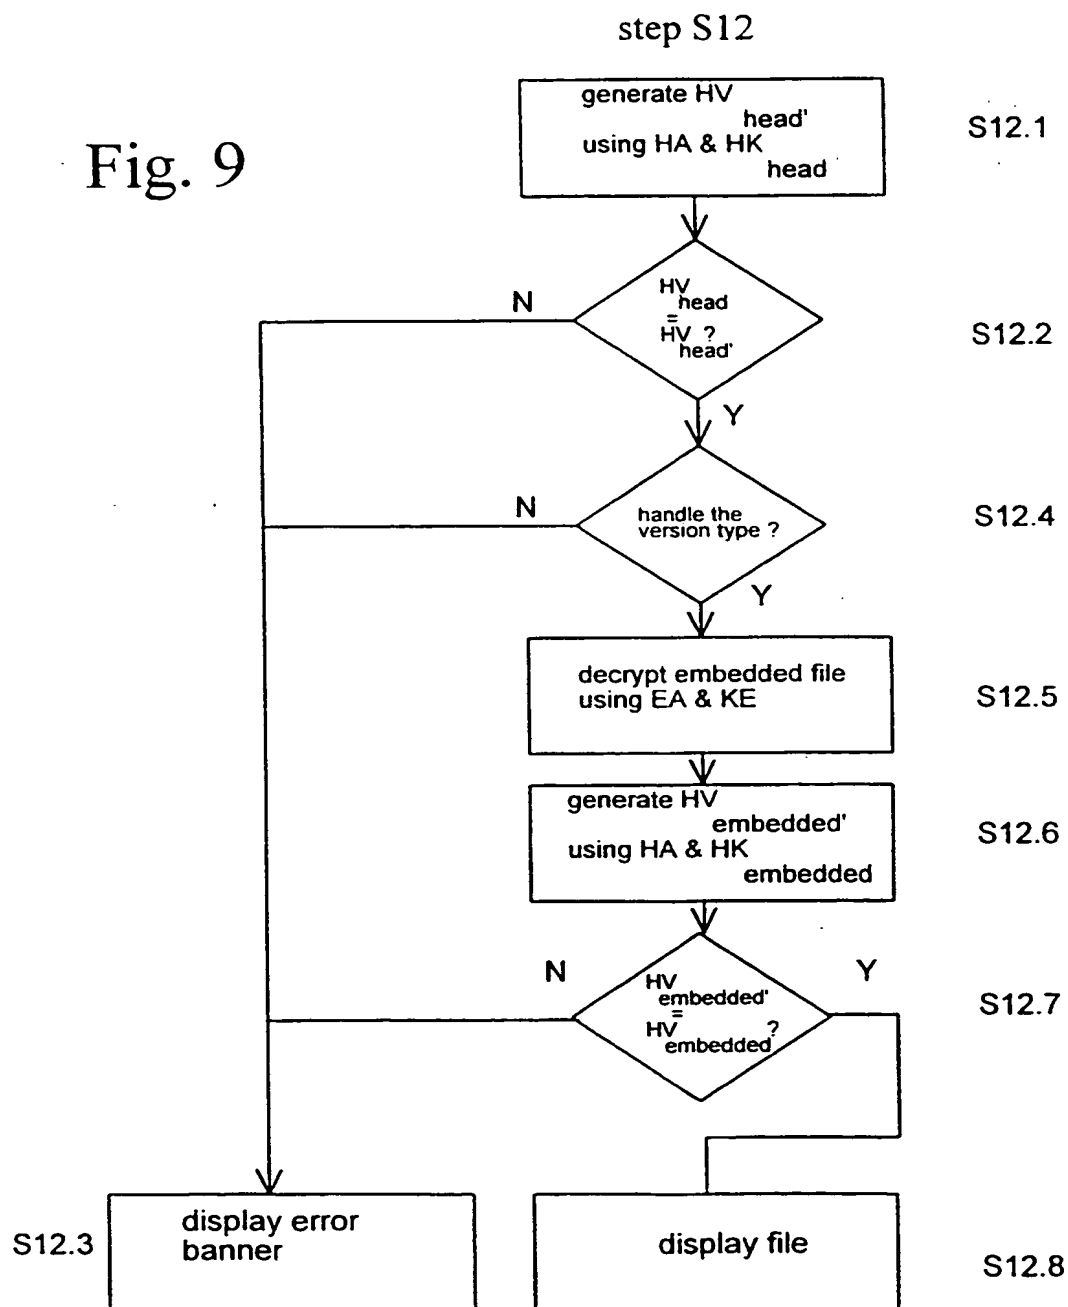 step S12
Fig. 9
generate HV
head'
using HA & HK
head
S12.1
HV
head
=
HV ?
head'
N
Y
S12.2
handle the
version type ?
N
Y
S12.4
decrypt embedded file
using EA & KE
S12.5
generate HV
embedded'
using HA & HK
embedded
S12.6
HV
embedded'
=
HV ?
embedded
N
Y
S12.7
S12.3
display error
banner
display file
S12.8